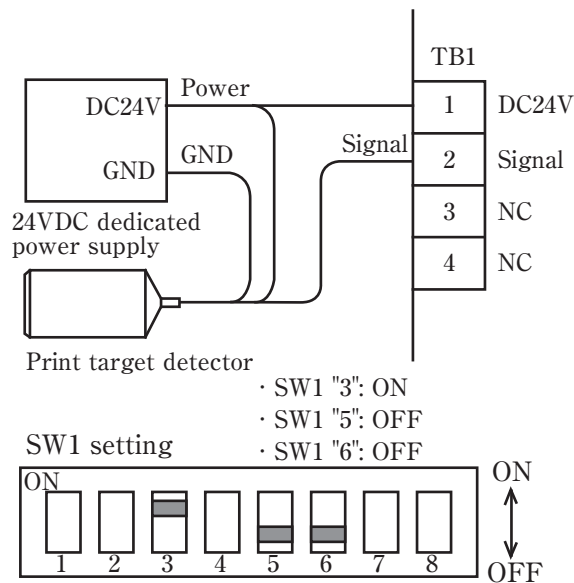 TB1
Power
DC24V
1
DC24V
Signal
2
Signal
GND
GND
3
NC
4
NC
24VDC dedicated
power supply
Print target detector
· SW1 "3": ON
· SW1 "5": OFF
· SW1 "6": OFF
SW1 setting
ON
ON
1 2 3 4 5 6 7 8
OFF